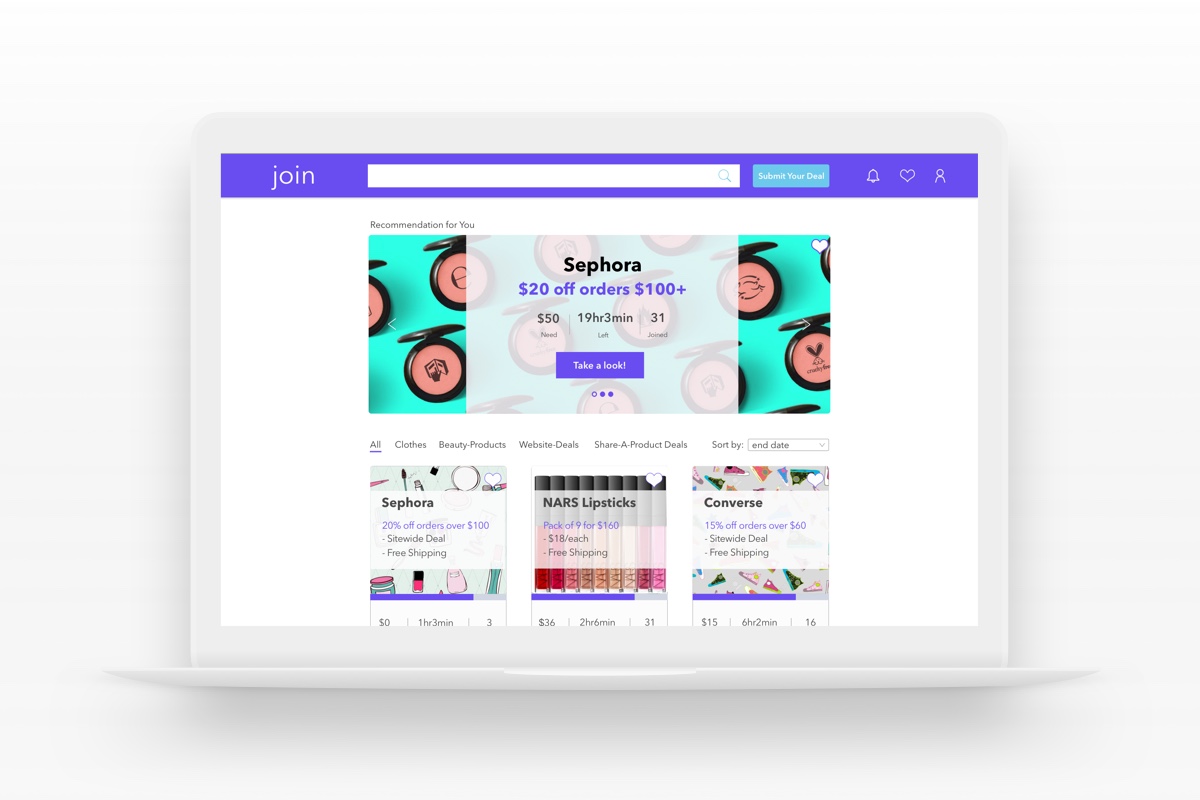 join
Submit Your Deal
Recommendation for You
Sephora
$20 off orders $100+
$50 19hr3min 31
Need Left Joined
Take a look!
All Clothes Beauty-Products Website-Deals Share-A-Product Deals Sort by: end date
Sephora
20% off orders over $100
- Sitewide Deal
- Free Shipping
$0 1hr3min 3
NARS Lipsticks
Pack of 9 for $160
- $18/each
- Free Shipping
$36 2hr6min 31
Converse
15% off orders over $60
- Sitewide Deal
- Free Shipping
$15 6hr2min 16